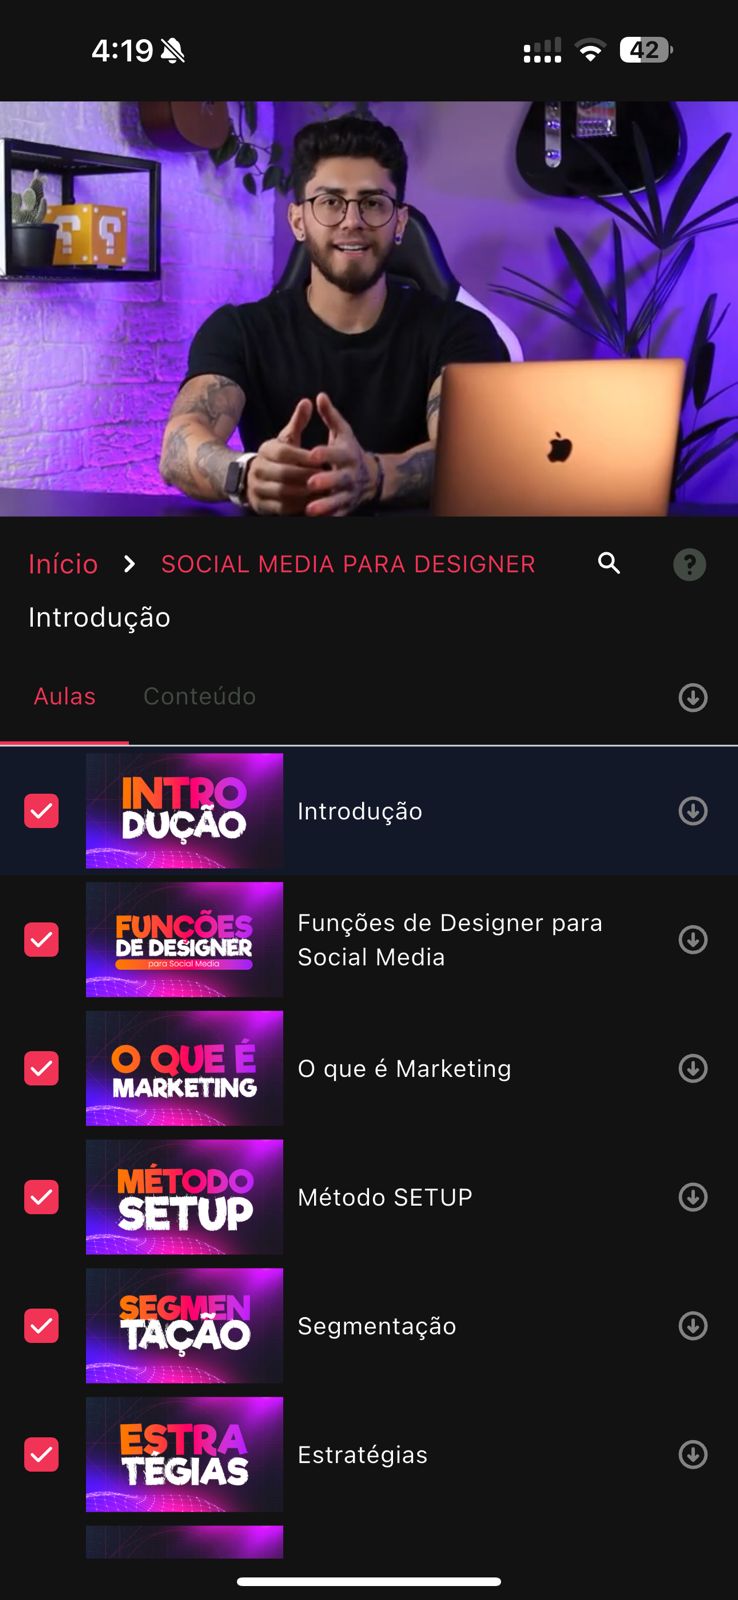 4:19
42
Início
SOCIAL MEDIA PARA DESIGNER
?
Introdução
Aulas
Conteúdo
INTRO
DUÇÃO
Introdução
FUNÇÕES
DE DESIGNER
para Social Media
Funções de Designer para
Social Media
O QUE É
MARKETING
O que é Marketing
MÉTODO
SETUP
Método SETUP
SEGMEN
TAÇÃO
Segmentação
ESTRA
TÉGIAS
Estratégias